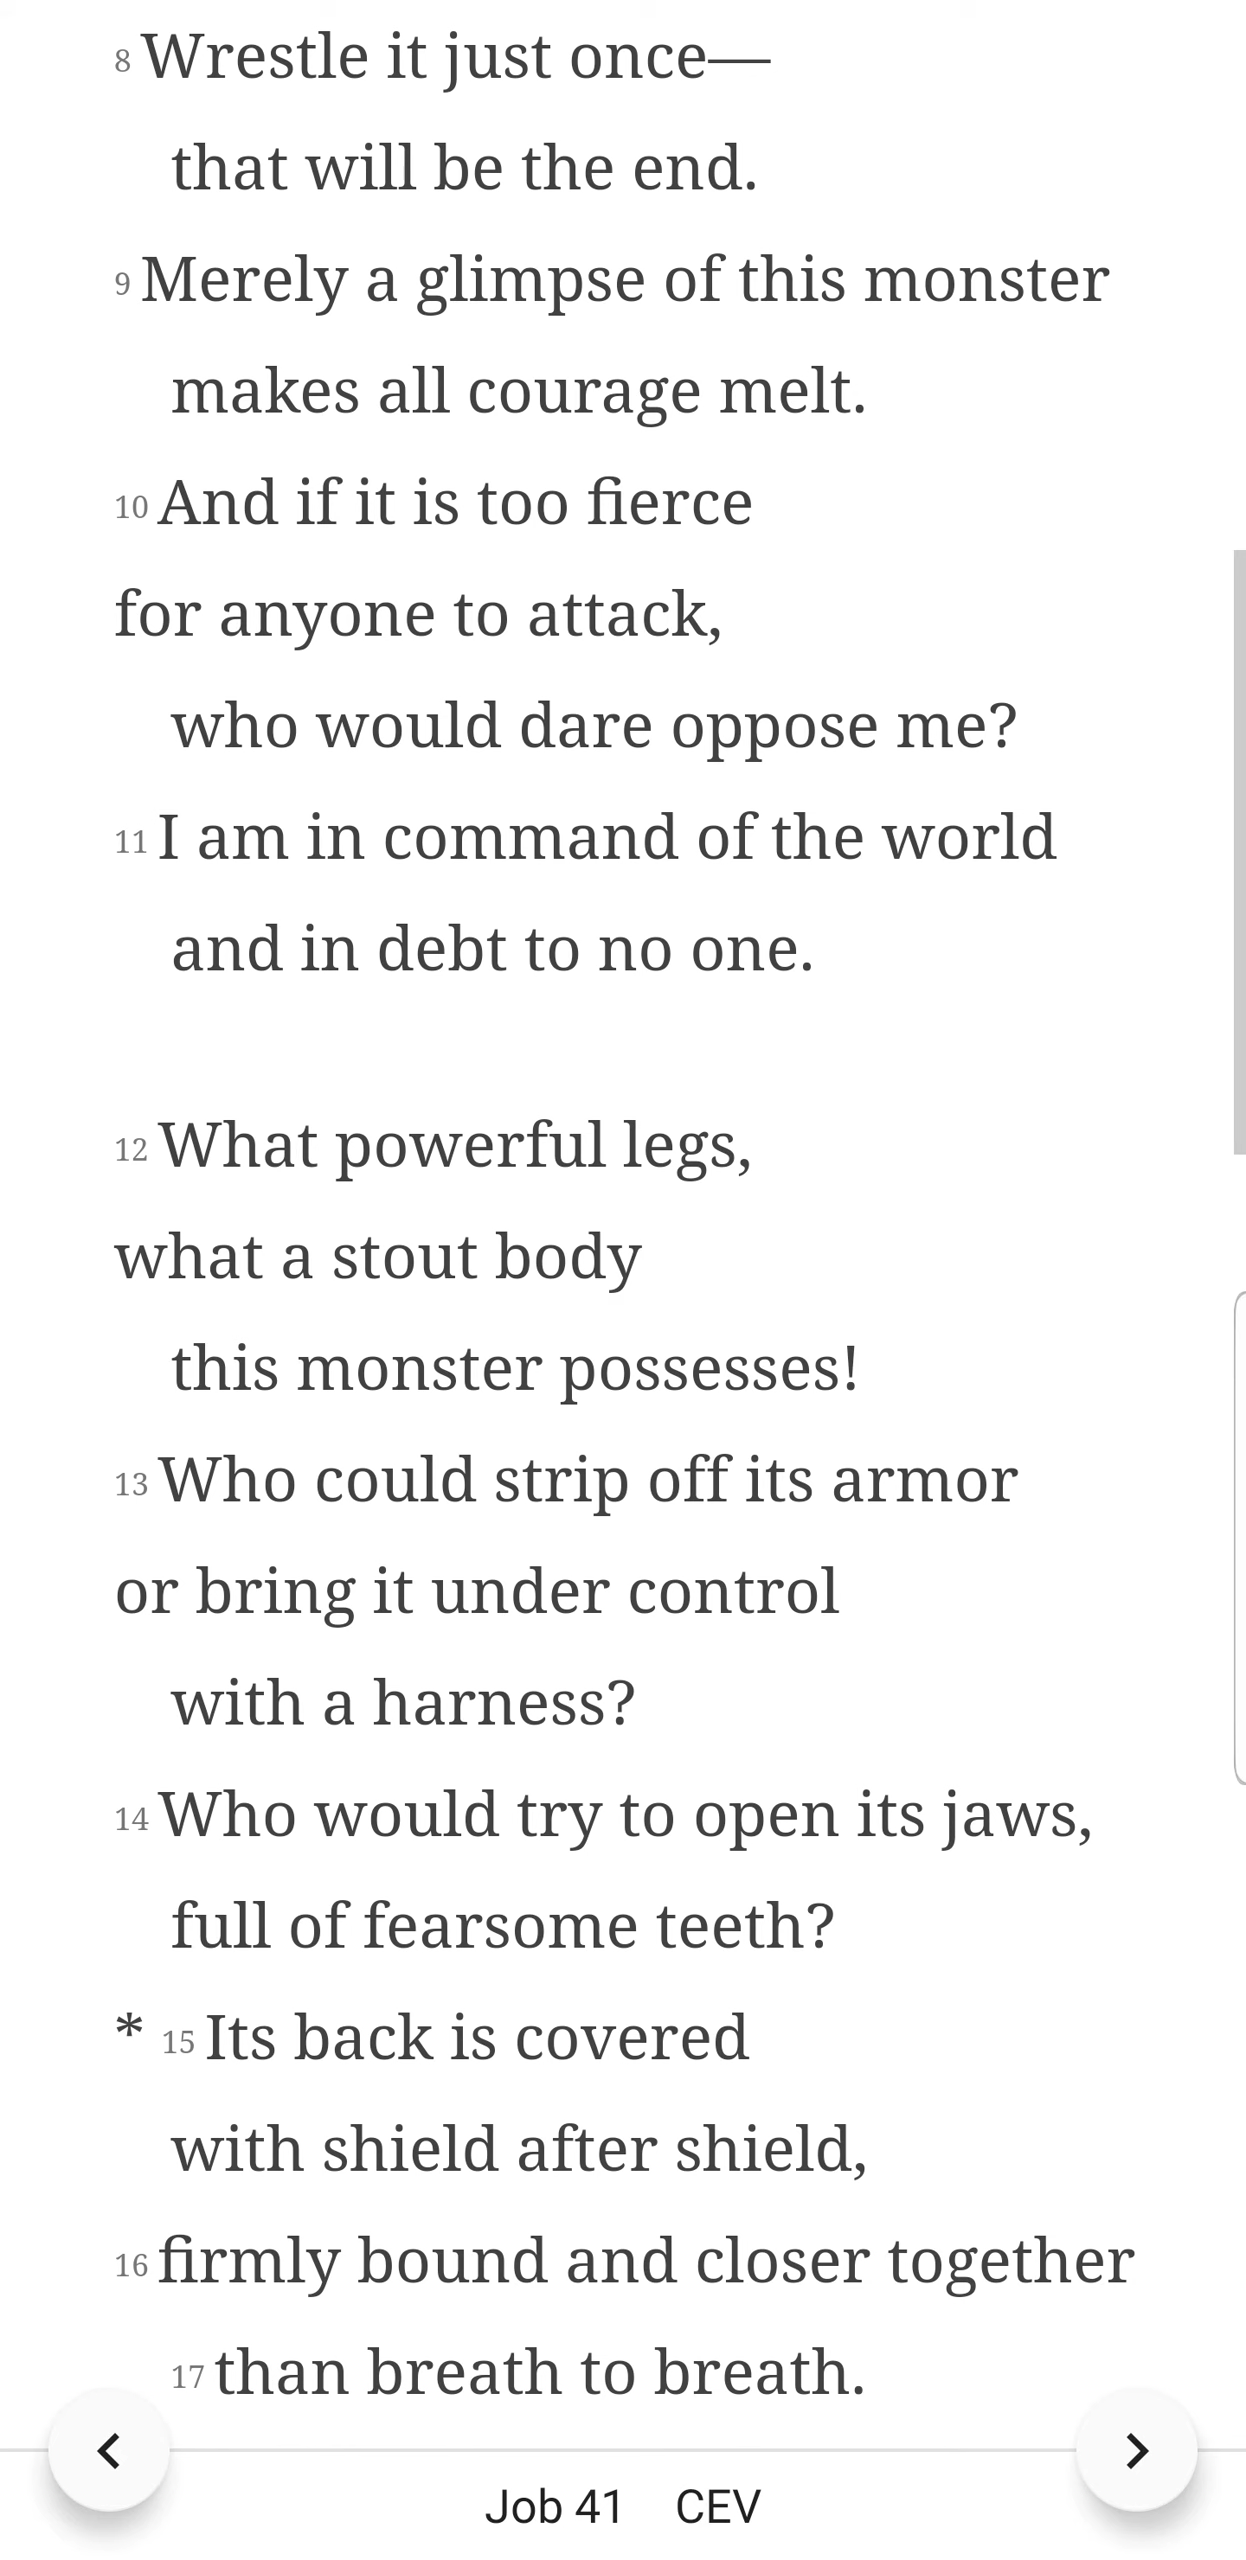 8 Wrestle it just once—
that will be the end.
9 Merely a glimpse of this monster
makes all courage melt.
10 And if it is too fierce
for anyone to attack,
who would dare oppose me?
11 I am in command of the world
and in debt to no one.
12 What powerful legs,
what a stout body
this monster possesses!
13 Who could strip off its armor
or bring it under control
with a harness?
14 Who would try to open its jaws,
full of fearsome teeth?
* 15 Its back is covered
with shield after shield,
16 firmly bound and closer together
17 than breath to breath.
Job 41 CEV